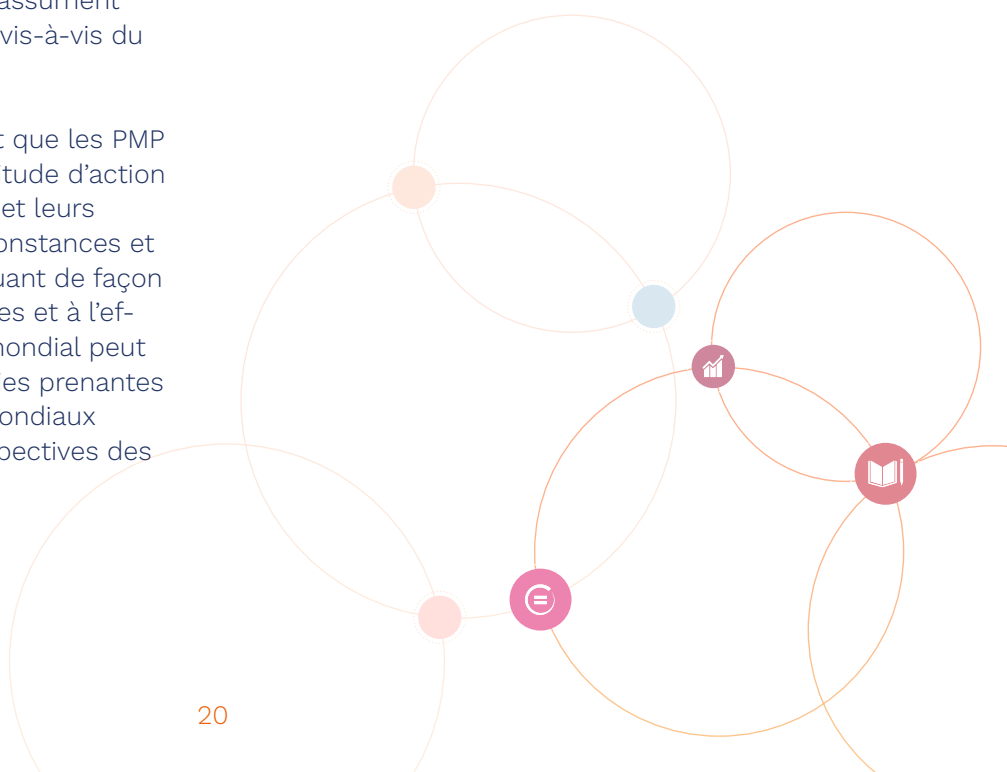 assument
vis-à-vis du
que les PMP
itude d’action
et leurs
onstances et
uant de façon
es et à l’ef-
mondial peut
ies prenantes
ondiaux
pectives des
20